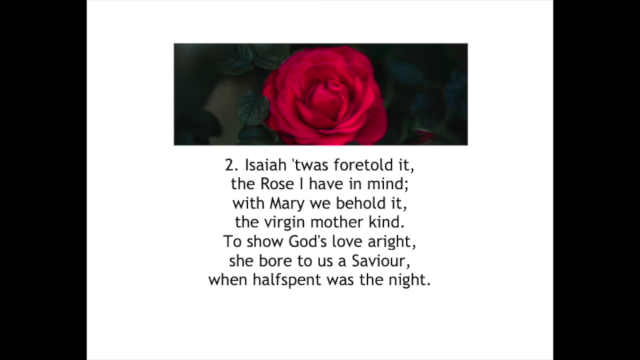 2. Isaiah 'twas foretold it,
the Rose I have in mind;
with Mary we behold it,
the virgin mother kind.
To show God's love aright,
she bore to us a Saviour,
when halfspent was the night.